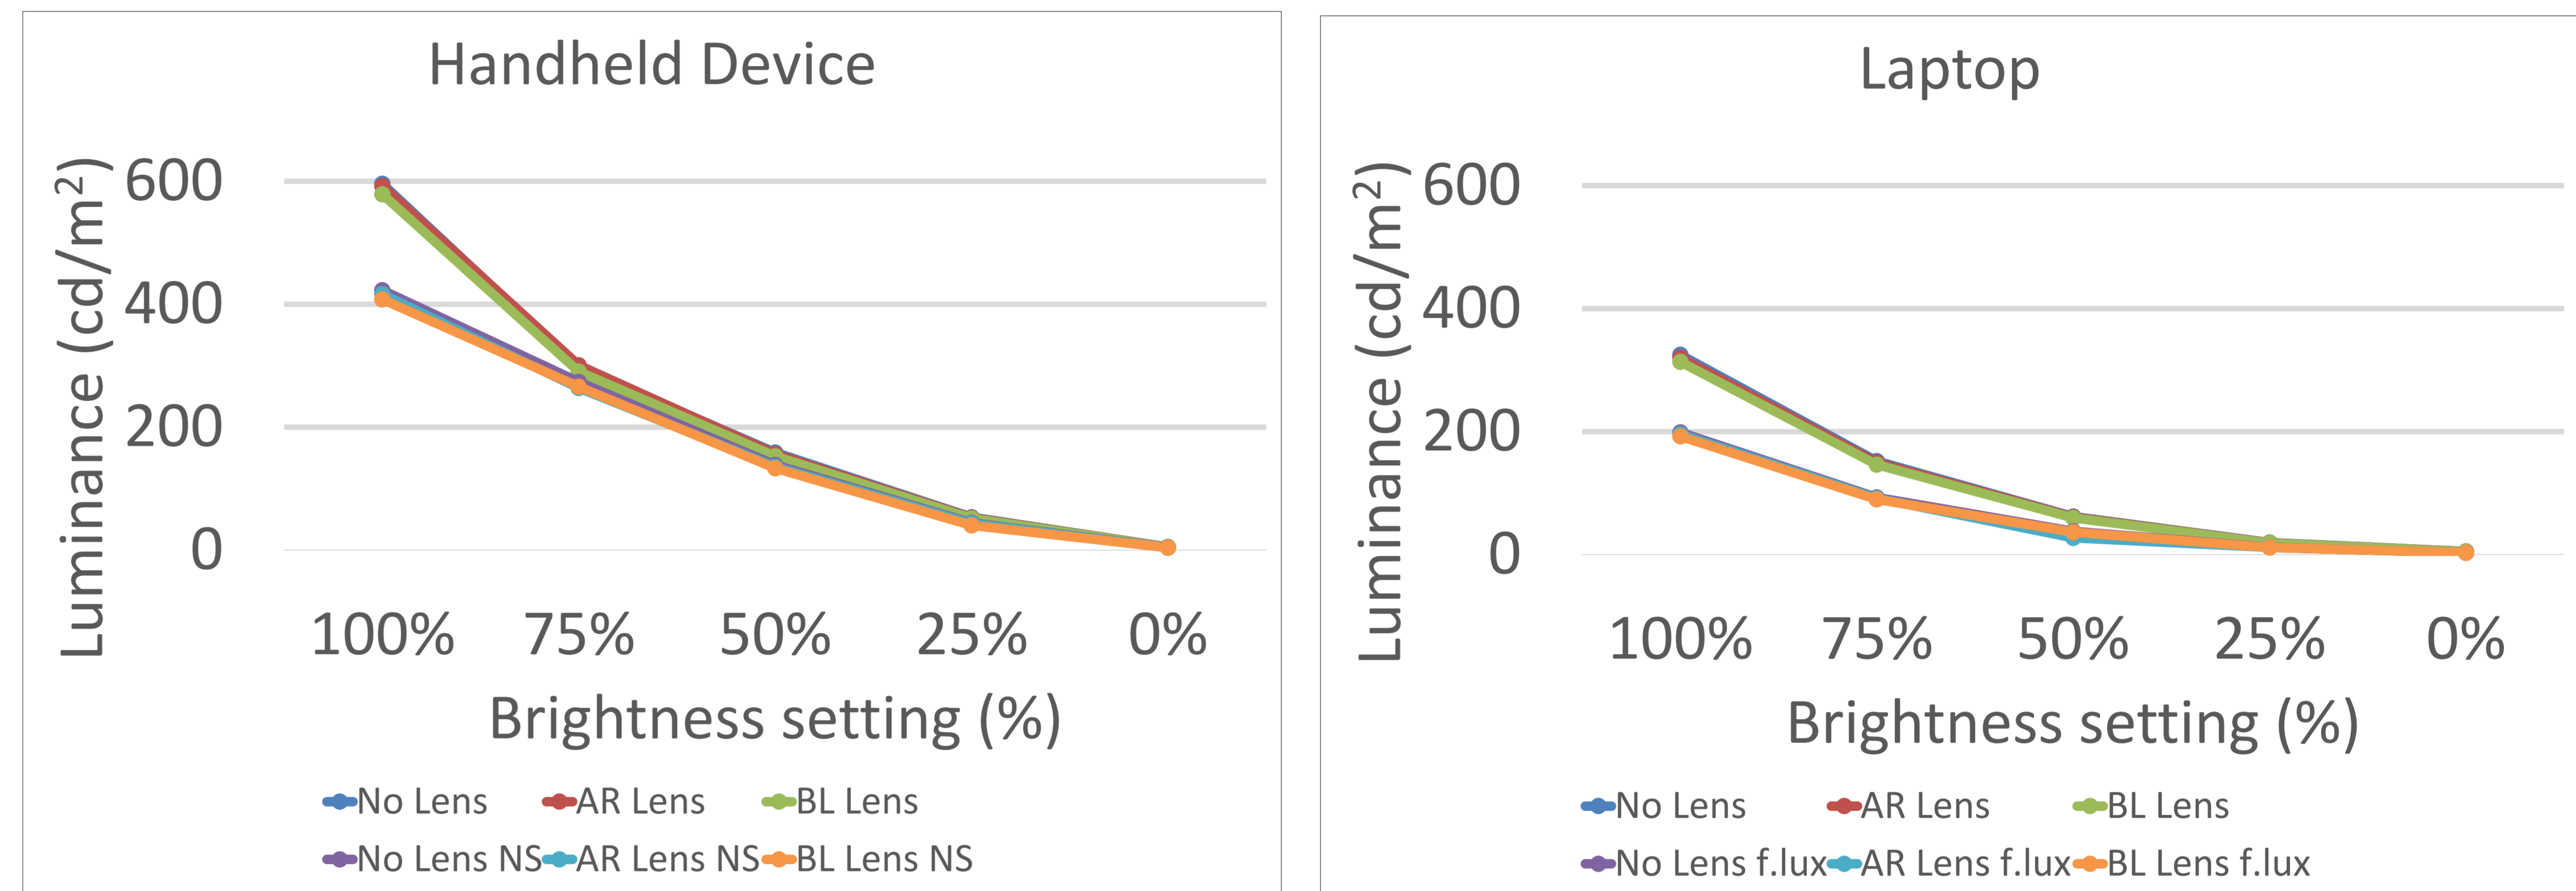 Handheld Device
Luminance (cd/m²)
600
400
200
0
100% 75% 50% 25% 0%
Brightness setting (%)
No Lens AR Lens BL Lens
No Lens NS AR Lens NS BL Lens NS
Laptop
Luminance (cd/m²)
600
400
200
0
100% 75% 50% 25% 0%
Brightness setting (%)
No Lens AR Lens BL Lens
No Lens f.lux AR Lens f.lux BL Lens f.lux